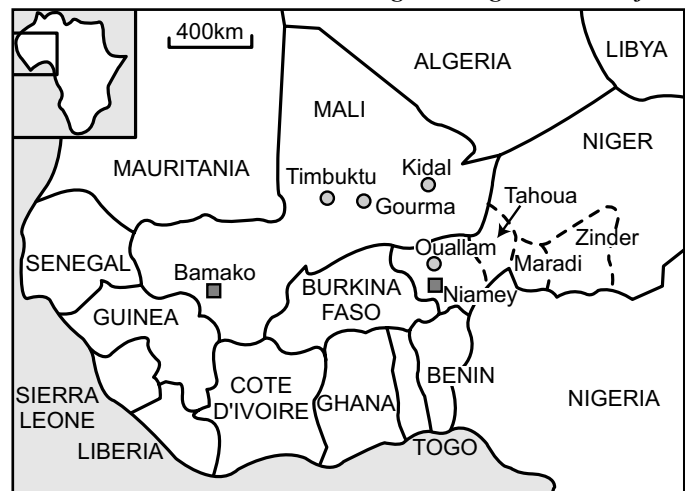 400km
ALGERIA
LIBYA
MALI
NIGER
MAURITANIA
Timbuktu
Kidal
Gourma
Tahoua
Ouallam
Zinder
Maradi
SENEGAL
Bamako
BURKINA
FASO
Niamey
GUINEA
SIERRA
LEONE
COTE
D'IVOIRE
GHANA
BENIN
NIGERIA
LIBERIA
TOGO